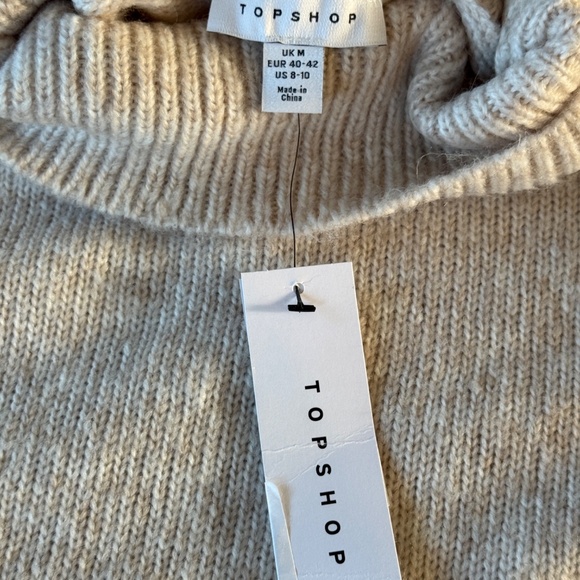 TOPSHOP
UK M
EUR 40-42
US 8-10
Made in
China
TOPSHOP